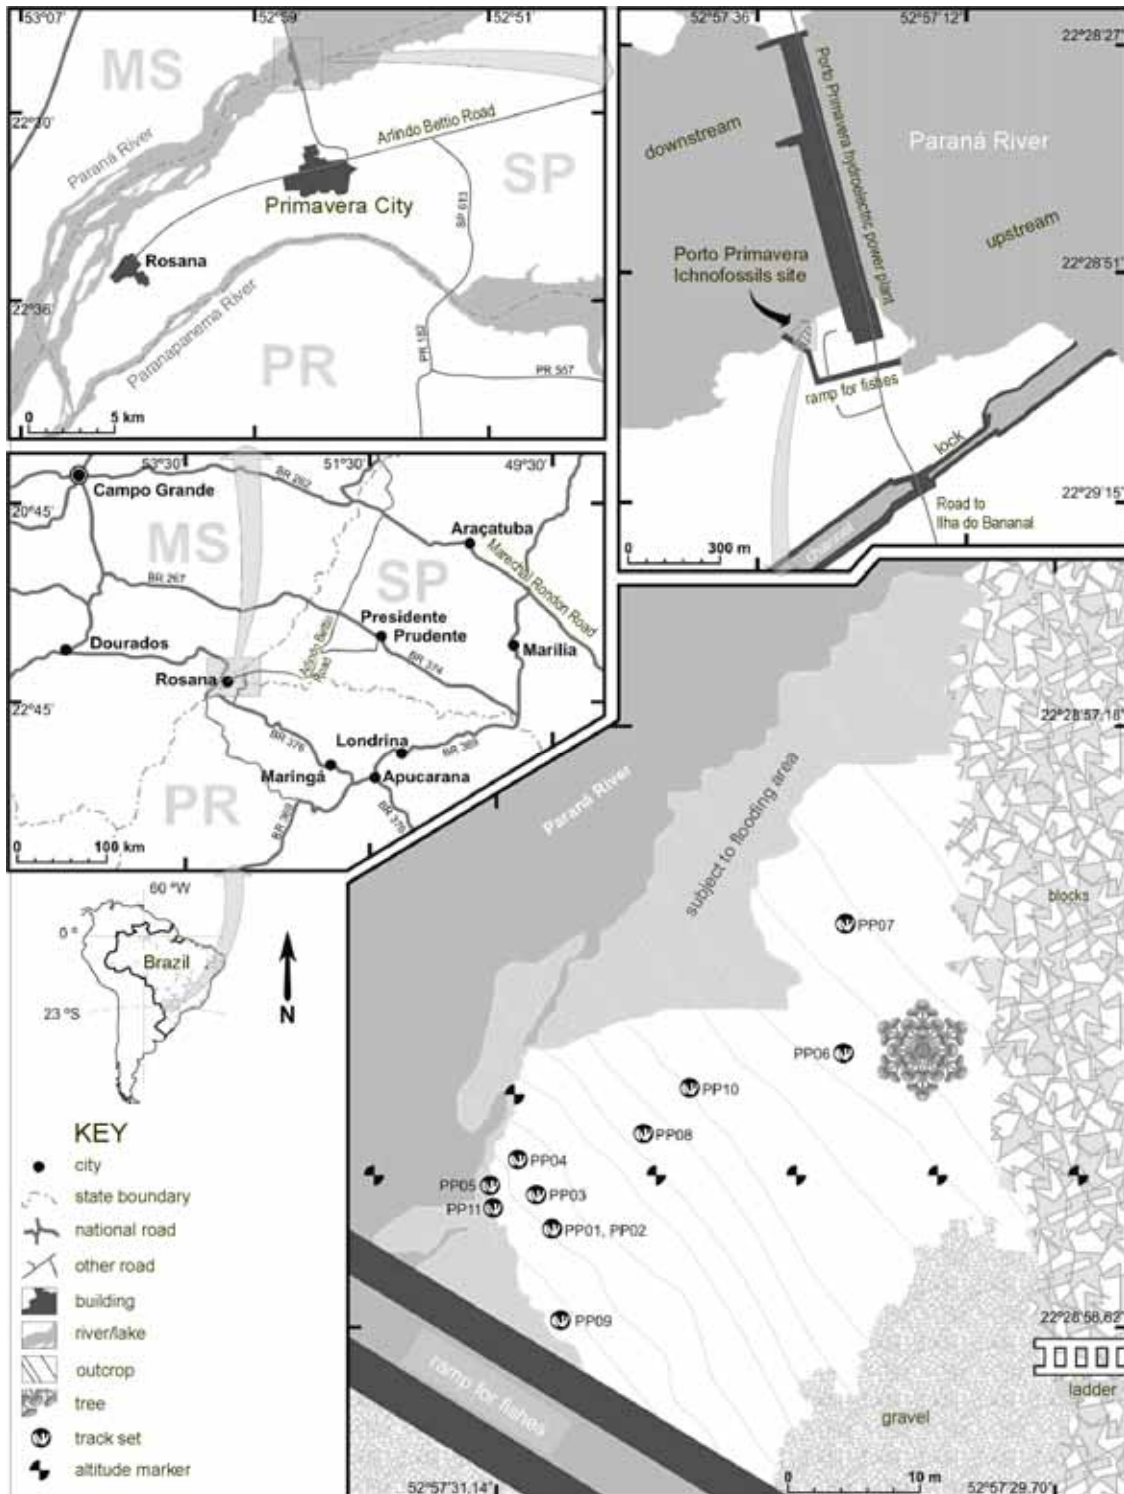 53°07'
52°59'
52°51'
MS
22°30'
Paraná River
Arlindo Bettio Road
SP
Primavera City
SP 613
Rosana
22°36'
Paranapanema River
PR
PR 182
PR 557
0
5 km
52°57'36"
52°57'12"
22°28'27"
downstream
Porto Primavera hydroelectric power plant
Paraná River
upstream
Porto Primavera
Ichnofossils site
22°28'51"
ramp for fishes
lock
22°29'15"
Road to
Ilha do Bananal
channel
0
300 m
53°30'
51°30'
49°30'
Campo Grande
BR 262
20°45'
MS
Araçatuba
SP
Marechal Rondon Road
BR 267
Presidente
Prudente
Dourados
Arlindo Bettio
Road
Marília
Rosana
BR 374
22°45'
BR 376
Londrina
BR 369
Maringá
Apucarana
PR
BR 369
BR 376
0
100 km
60 °W
0 °
Brazil
23 °S
N
KEY
city
state boundary
national road
other road
building
river/lake
outcrop
tree
track set
altitude marker
22°28'57,18"
Paraná River
subject to flooding area
blocks
PP07
PP06
PP10
PP08
PP04
PP05
PP03
PP11
PP01, PP02
PP09
22°28'58,62"
ramp for fishes
ladder
gravel
0
10 m
52°57'31,14"
52°57'29,70"